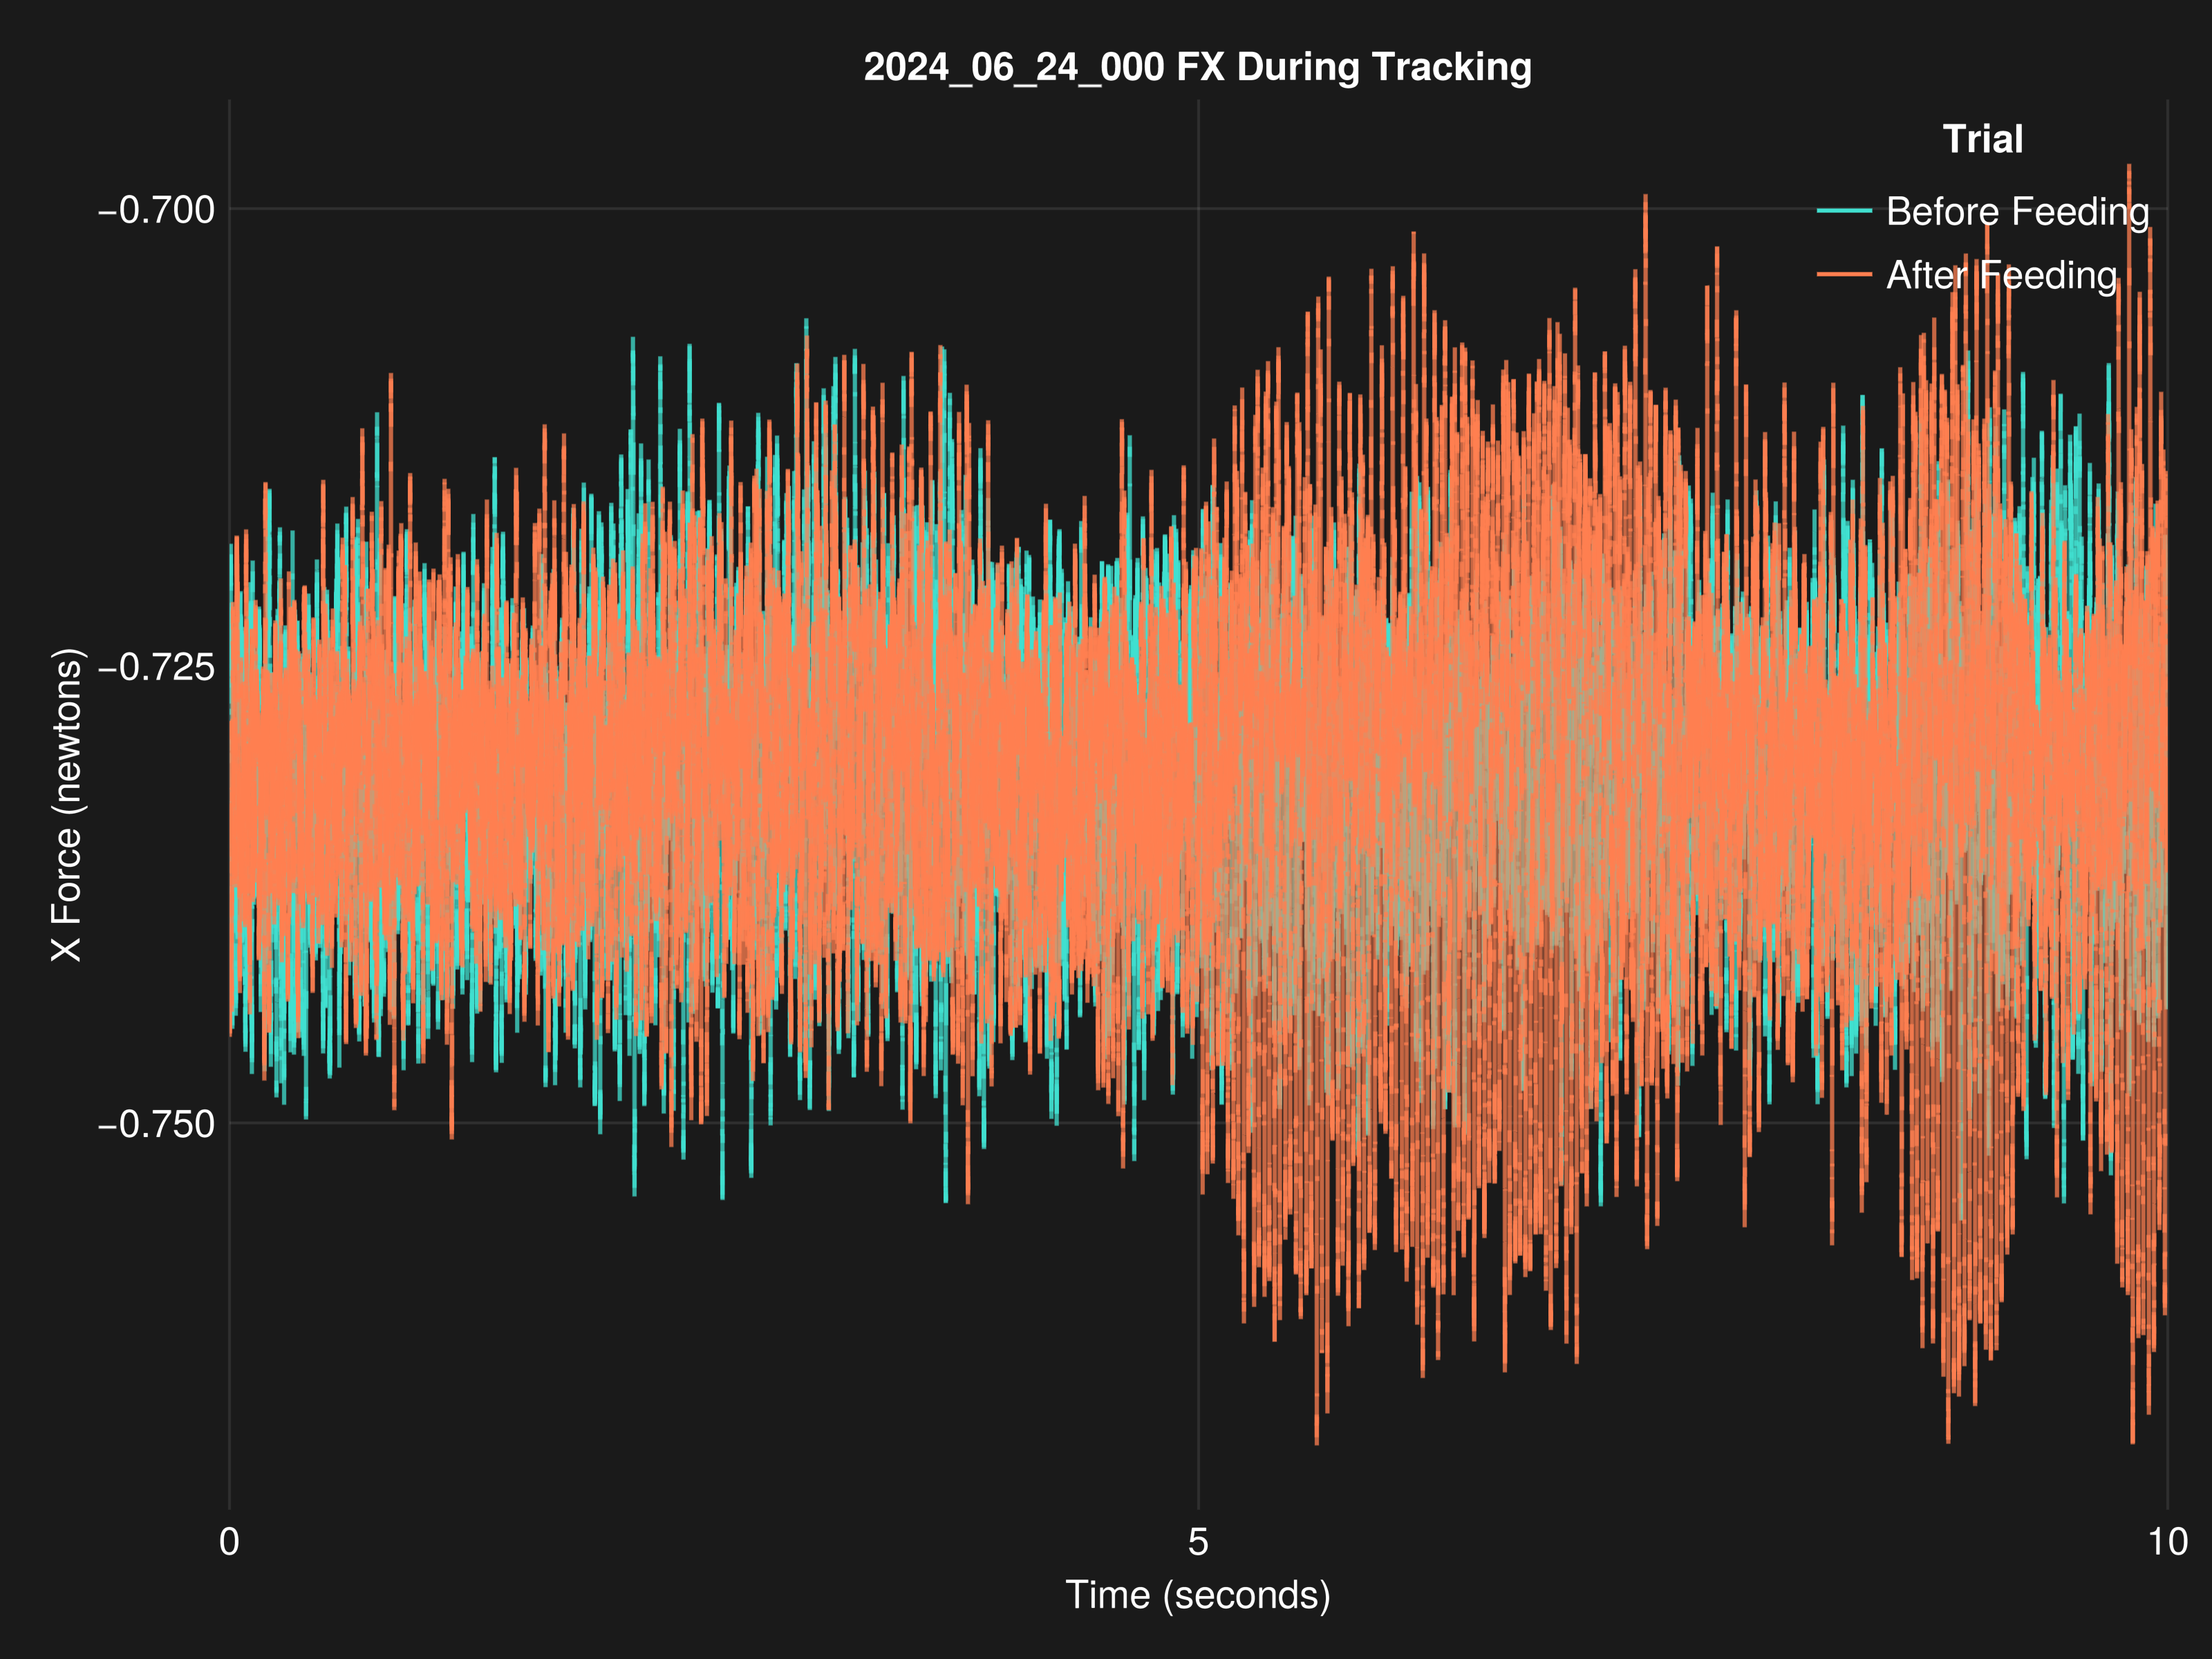 2024_06_24_000 FX During Tracking
Trial
Before Feeding
After Feeding
X Force (newtons)
−0.700
−0.725
−0.750
0
5
10
Time (seconds)